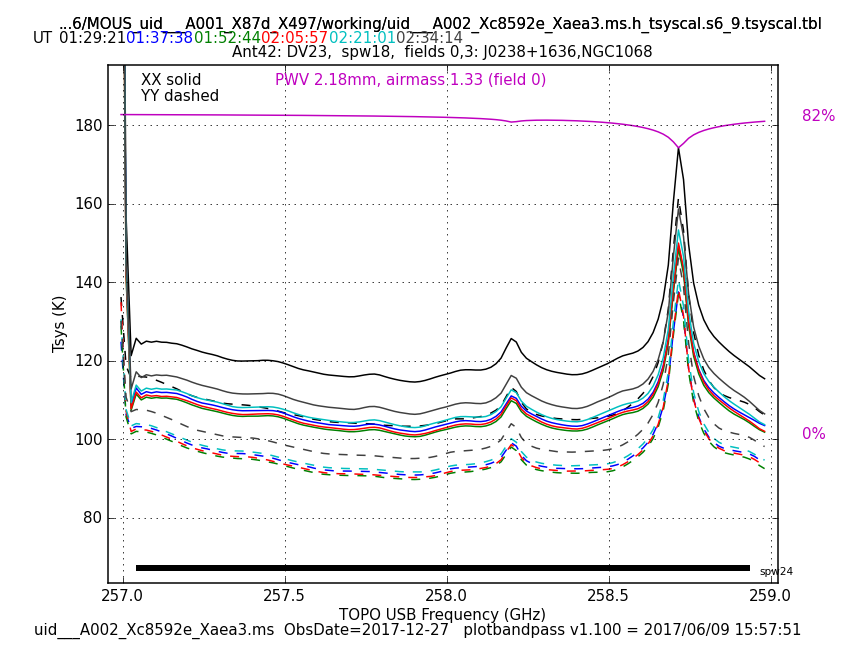 ...6/MOUS_uid___A001_X87d_X497/working/uid___A002_Xc8592e_Xaea3.ms.h_tsyscal.s6_9.tsyscal.tbl
UT 01:29:21 01:37:38 01:52:44 02:05:57 02:21:01 02:34:14
Ant42: DV23,  spw18,  fields 0,3: J0238+1636,NGC1068
XX solid
PWV 2.18mm, airmass 1.33 (field 0)
YY dashed
82%
180
160
140
120
100
80
Tsys (K)
0%
spw24
257.0 257.5 258.0 258.5 259.0
TOPO USB Frequency (GHz)
uid___A002_Xc8592e_Xaea3.ms  ObsDate=2017-12-27   plotbandpass v1.100 = 2017/06/09 15:57:51